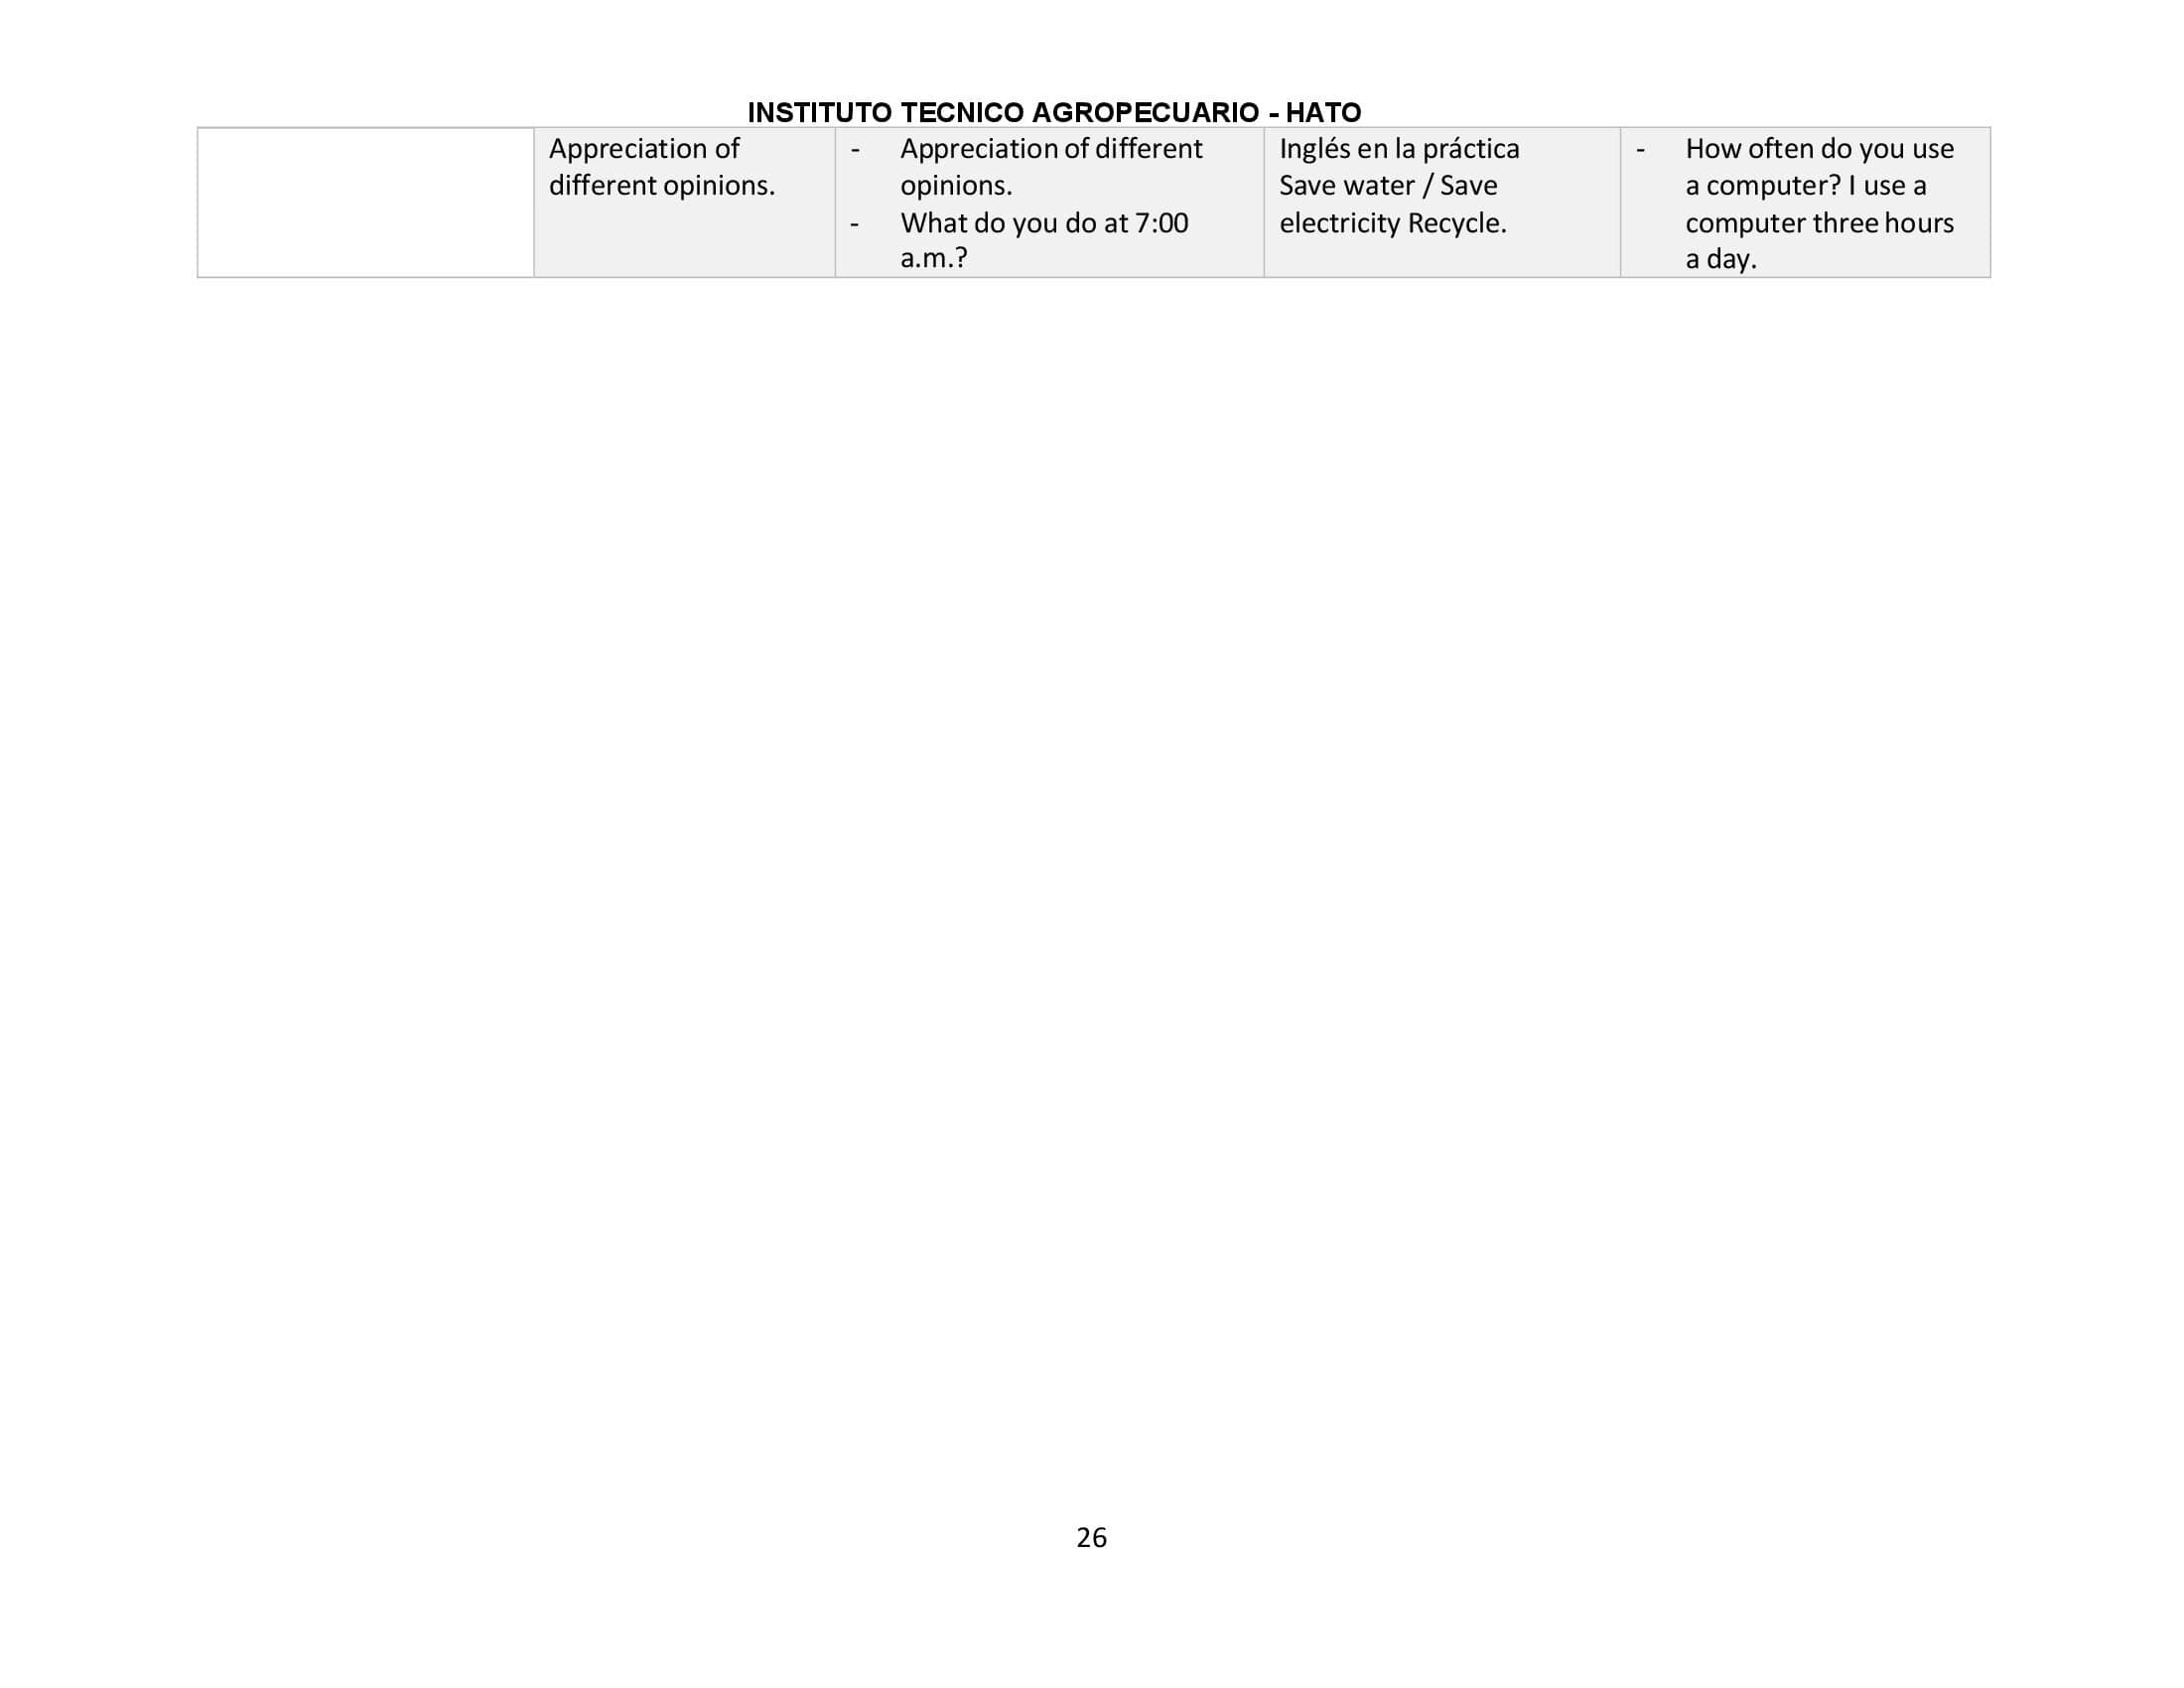 INSTITUTO TECNICO AGROPECUARIO - HATO
Appreciation of
different opinions.
- Appreciation of different
opinions.
- What do you do at 7:00
a.m.?
Inglés en la práctica
Save water / Save
electricity Recycle.
- How often do you use
a computer? I use a
computer three hours
a day.
26